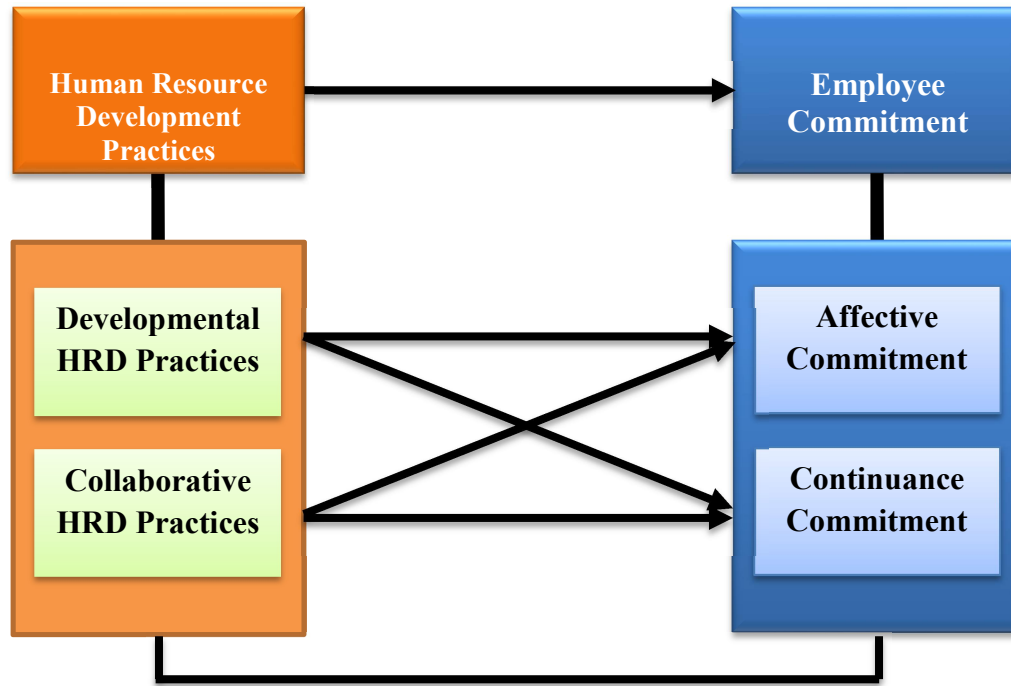 Human Resource
Development
Practices
Employee
Commitment
Developmental
HRD Practices
Affective
Commitment
Collaborative
HRD Practices
Continuance
Commitment